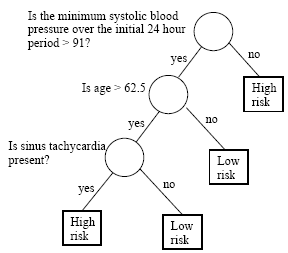 Is the minimum systolic blood
pressure over the initial 24 hour
period > 91?
yes
no
Is age > 62.5
High
risk
yes
no
Is sinus tachycardia
present?
Low
risk
yes
no
High
risk
Low
risk